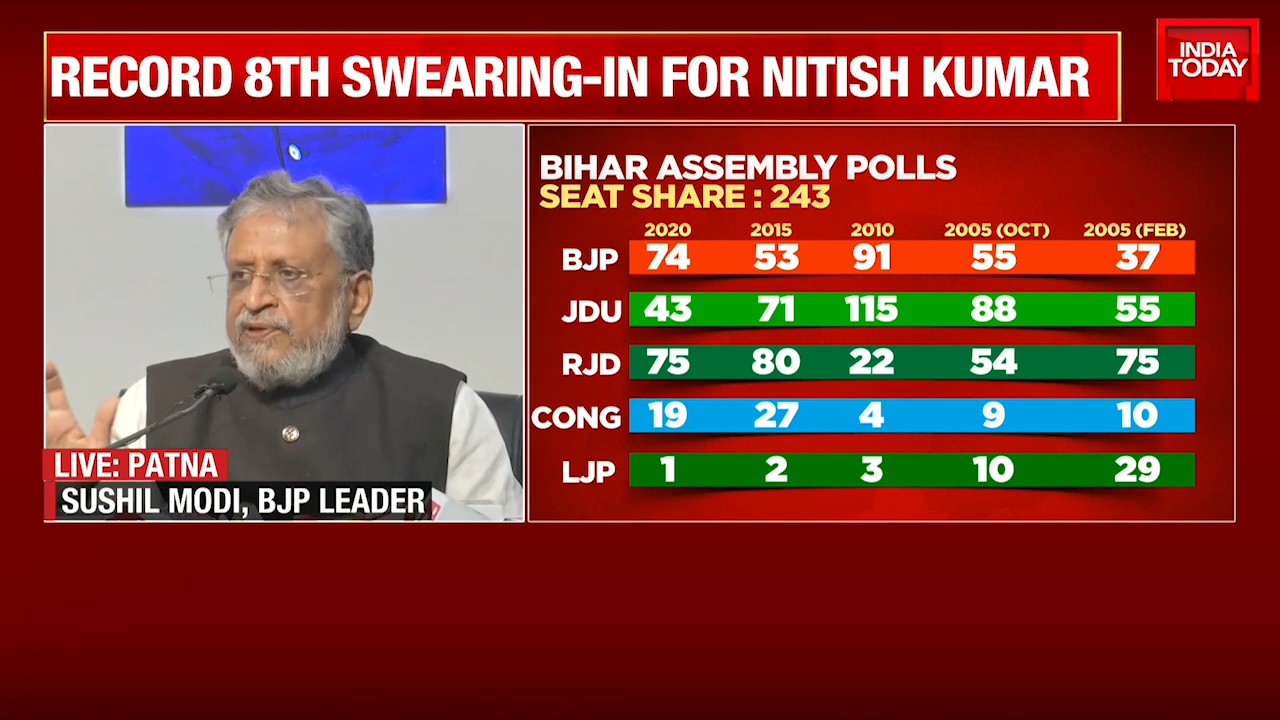 RECORD 8TH SWEARING-IN FOR NITISH KUMAR
INDIA
TODAY
BIHAR ASSEMBLY POLLS
SEAT SHARE : 243
2020 2015 2010 2005 (OCT) 2005 (FEB)
BJP 74 53 91 55 37
JDU 43 71 115 88 55
RJD 75 80 22 54 75
CONG 19 27 4 9 10
LJP 1 2 3 10 29
LIVE: PATNA
SUSHIL MODI, BJP LEADER